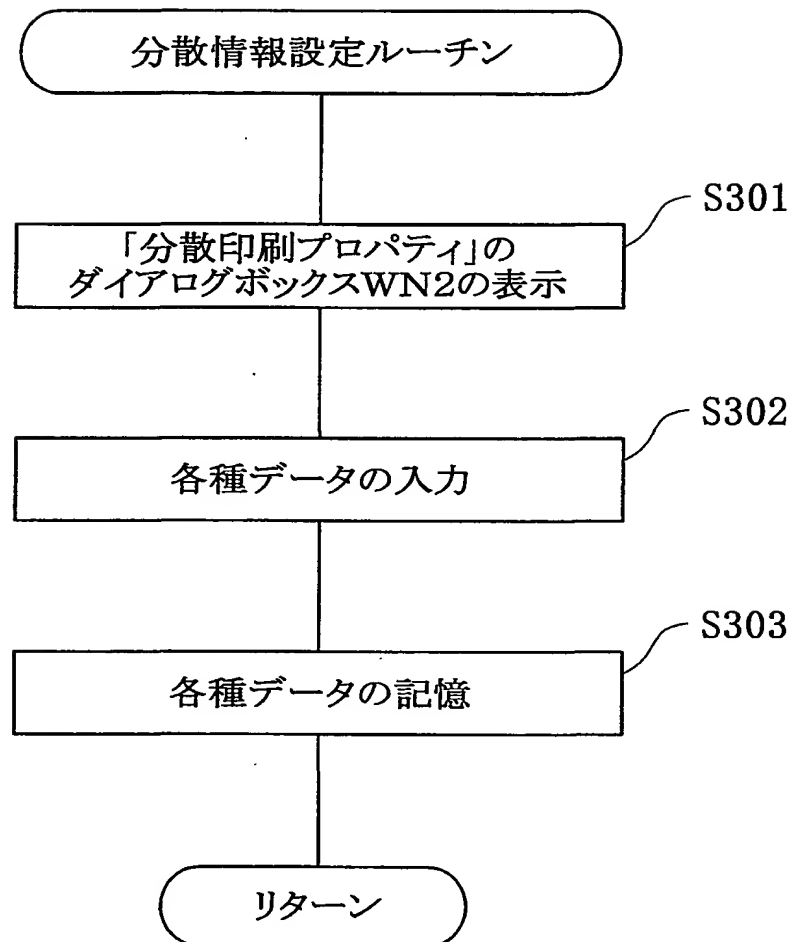 分散情報設定ルーチン
S301
「分散印刷プロパティ」の
ダイアログボックスWN2の表示
S302
各種データの入力
S303
各種データの記憶
リターン